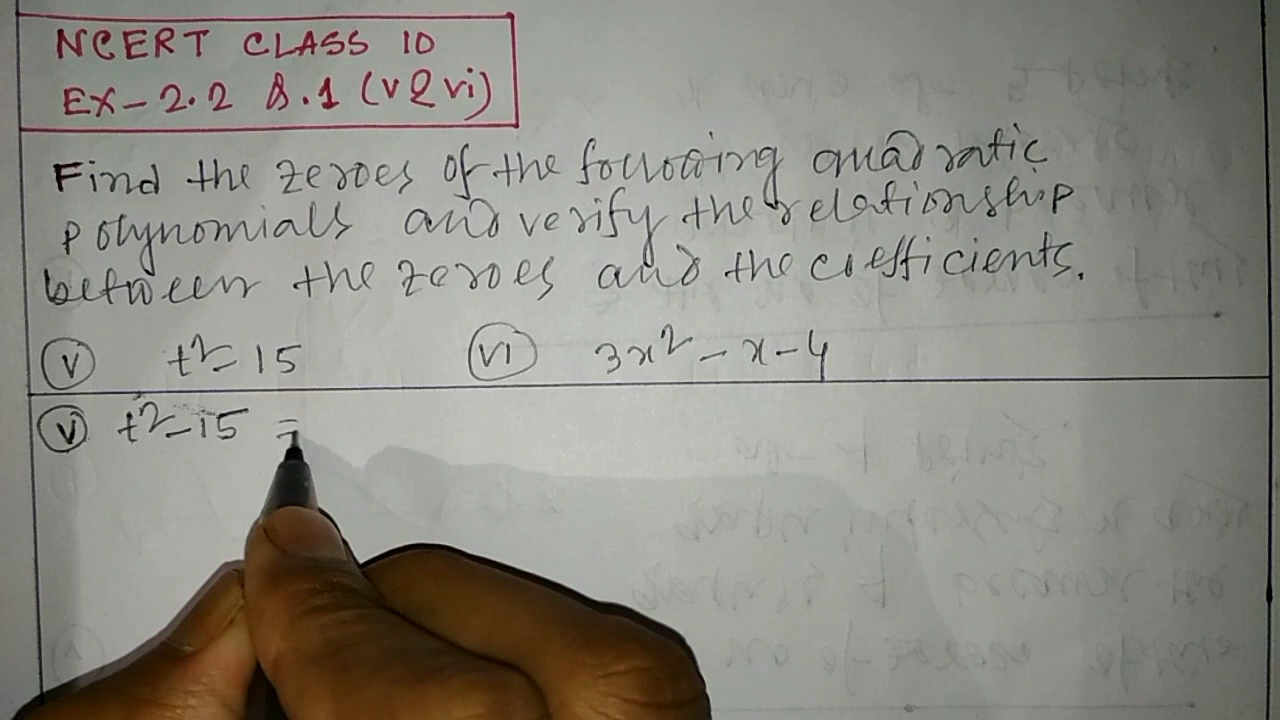 NCERT CLASS 10
EX-2.2 Q.1 (v & vi)
Find the zeroes of the following quadratic
polynomials and verify the relationship
between the zeroes and the coefficients.
(v) t²-15 (vi) 3x²-x-4
(v) t²-15 =